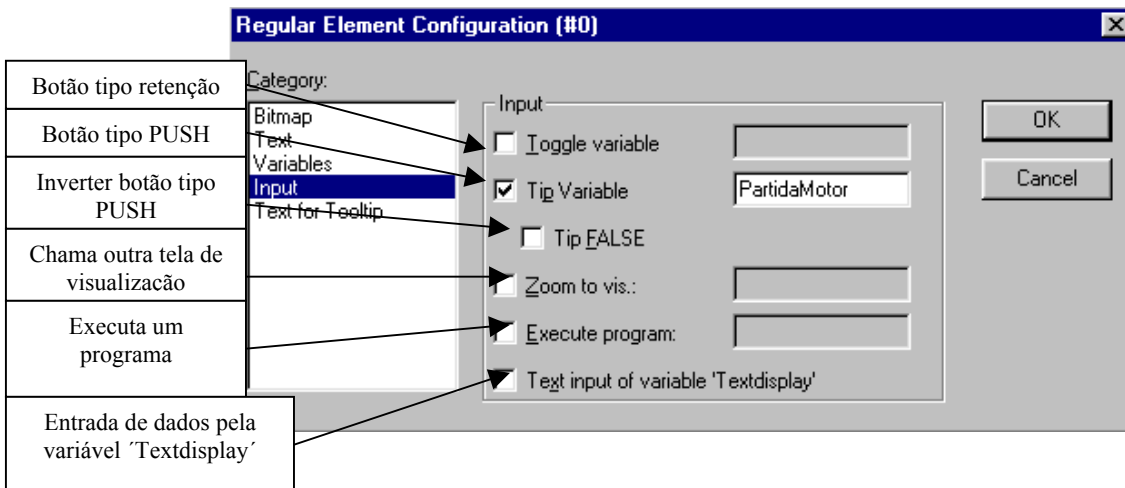 Regular Element Configuration (#0)
Botão tipo retenção
Botão tipo PUSH
Inverter botão tipo
PUSH
Chama outra tela de
visualização
Executa um
programa
Entrada de dados pela
variável ´Textdisplay´
Category:
Bitmap
Text
Variables
Input
Text for Tooltip
Input
Toggle variable
Tip Variable
PartidaMotor
Tip FALSE
Zoom to vis.:
Execute program:
Text input of variable 'Textdisplay'
OK
Cancel